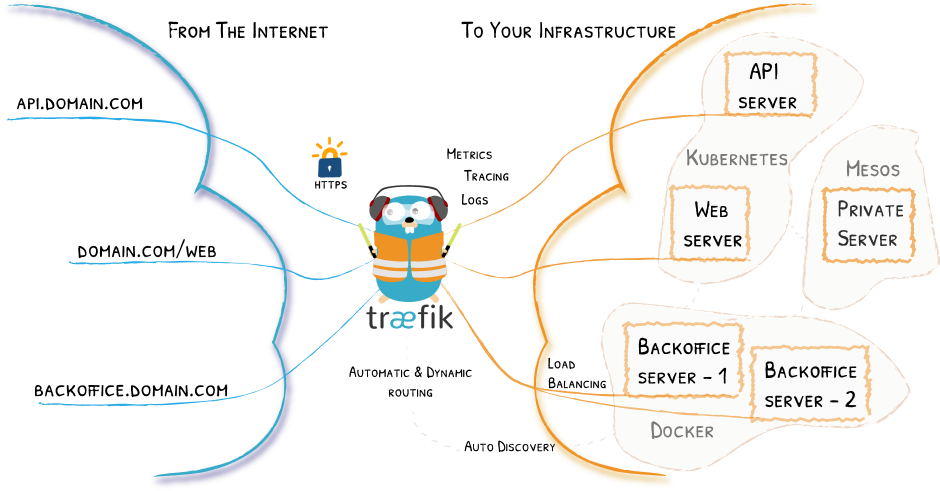 From The Internet
To Your Infrastructure
api.domain.com
HTTPS
Metrics
Tracing
Logs
API
server
Kubernetes
Mesos
Web
server
Private
Server
domain.com/web
træfik
Automatic & Dynamic
routing
Load
Balancing
Backoffice
server - 1
Backoffice
server - 2
backoffice.domain.com
Docker
Auto Discovery